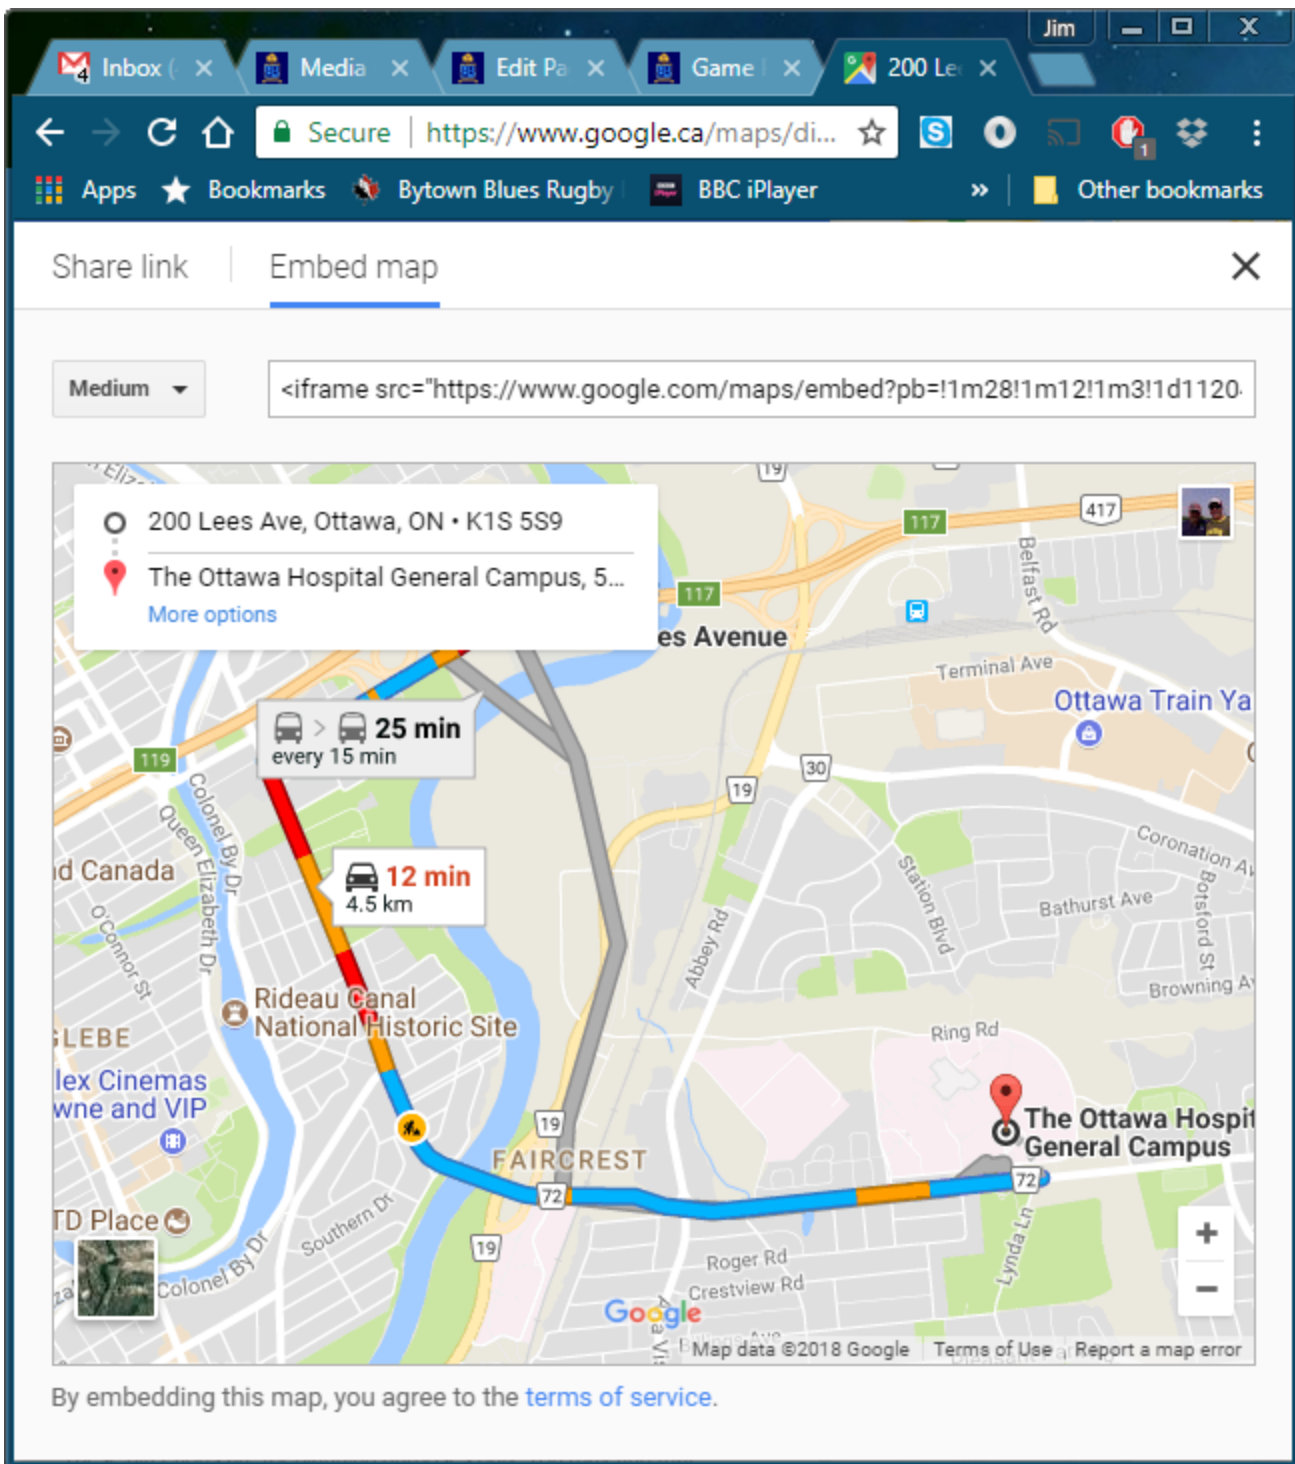 Jim
Inbox (
Media
Edit Pa
Game
200 Le
4
Secure
https://www.google.ca/maps/di...
S
1
Apps
Bookmarks
Bytown Blues Rugby
BBC iPlayer
»
Other bookmarks
Share link
Embed map
Medium
<iframe src="https://www.google.com/maps/embed?pb=!1m28!1m12!1m3!1d1120
200 Lees Ave, Ottawa, ON • K1S 5S9
The Ottawa Hospital General Campus, 5...
More options
19
417
117
117
es Avenue
Belfast Rd
Terminal Ave
Ottawa Train Ya
25 min
every 15 min
119
30
19
Colonel By Dr
Queen Elizabeth Dr
Coronation Av
Station Blvd
Botsford St
Bathurst Ave
d Canada
12 min
4.5 km
O'Connor St
Abbey Rd
Browning Av
Rideau Canal
National Historic Site
GLEBE
Ring Rd
lex Cinemas
wne and VIP
The Ottawa Hospit
General Campus
19
FAIRCREST
72
72
TD Place
Southern Dr
19
Lynda Ln
Colonel By Dr
Roger Rd
Crestview Rd
Google
Map data ©2018 Google
Terms of Use
Report a map error
By embedding this map, you agree to the terms of service.